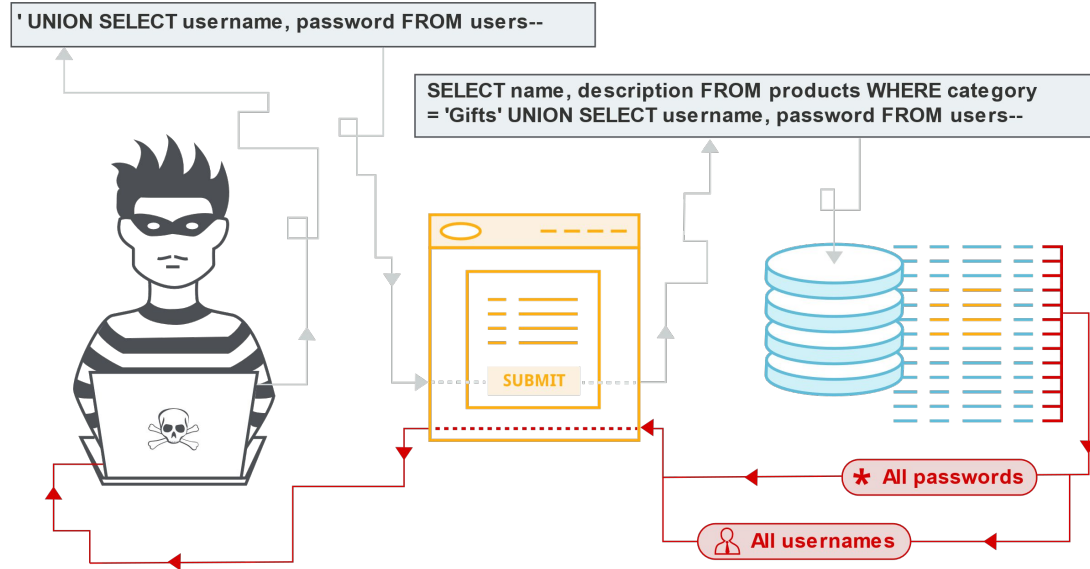 ' UNION SELECT username, password FROM users--
SELECT name, description FROM products WHERE category
= 'Gifts' UNION SELECT username, password FROM users--
SUBMIT
* All passwords
All usernames